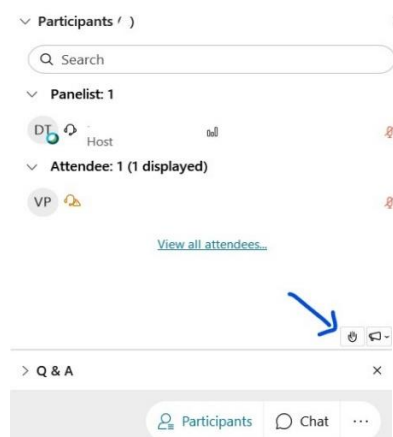 Participants ( )
Search
Panelist: 1
DT
Host
Attendee: 1 (1 displayed)
VP
View all attendees...
Q & A
Participants Chat ...